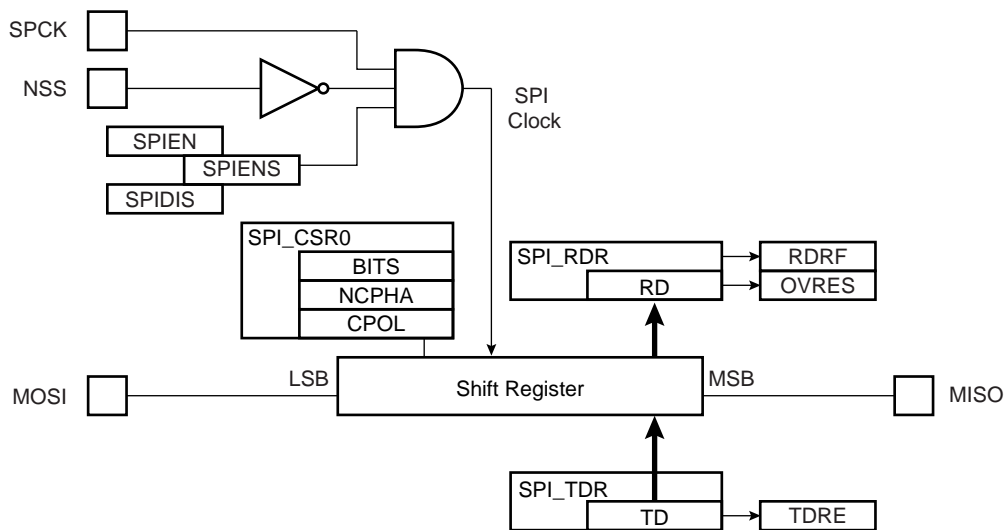 SPCK
NSS
SPI
Clock
SPIEN
SPIENS
SPIDIS
SPI_CSR0
BITS
NCPHA
CPOL
SPI_RDR
RD
RDRF
OVRES
MOSI
LSB
Shift Register
MSB
MISO
SPI_TDR
TD
TDRE